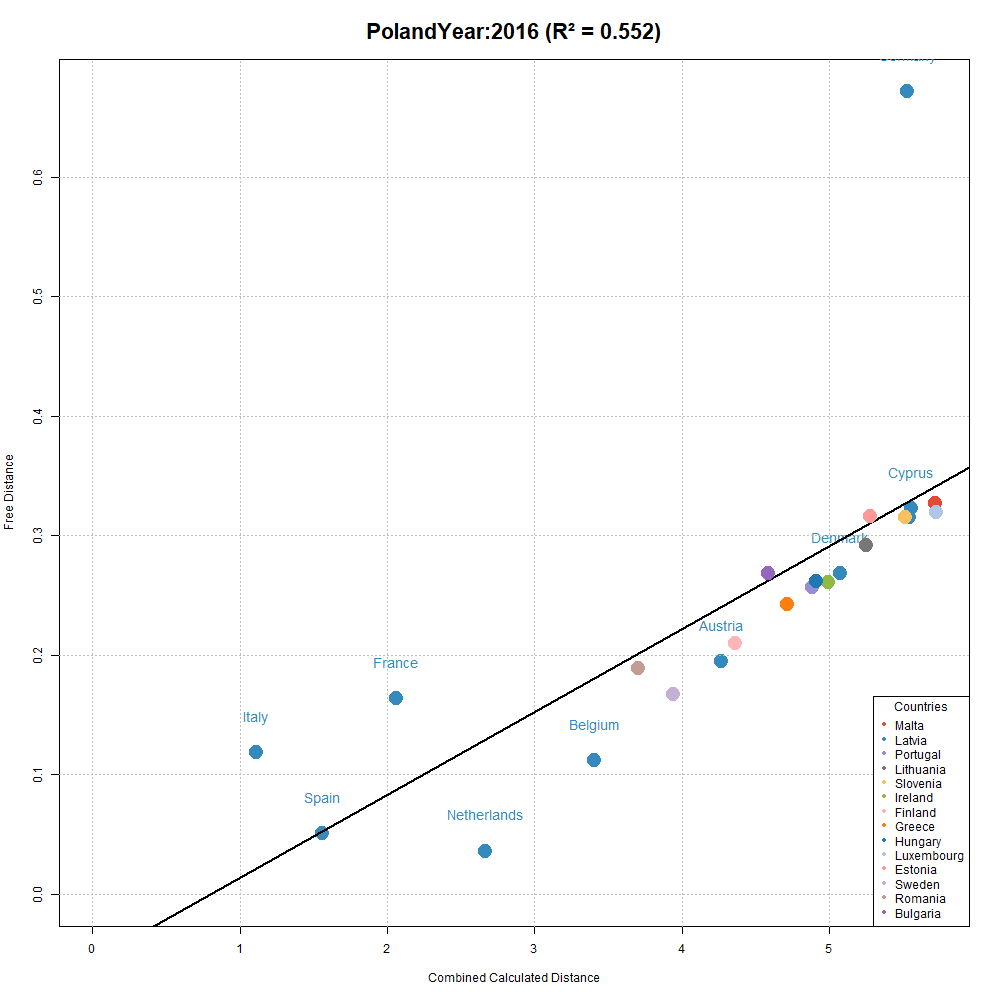 PolandYear:2016 (R² = 0.552)
Free Distance
0.6
0.5
0.4
0.3
0.2
0.1
0.0
Cyprus
Denmark
Austria
France
Italy
Belgium
Spain
Netherlands
Countries
Malta
Latvia
Portugal
Lithuania
Slovenia
Ireland
Finland
Greece
Hungary
Luxembourg
Estonia
Sweden
Romania
Bulgaria
0 1 2 3 4 5
Combined Calculated Distance